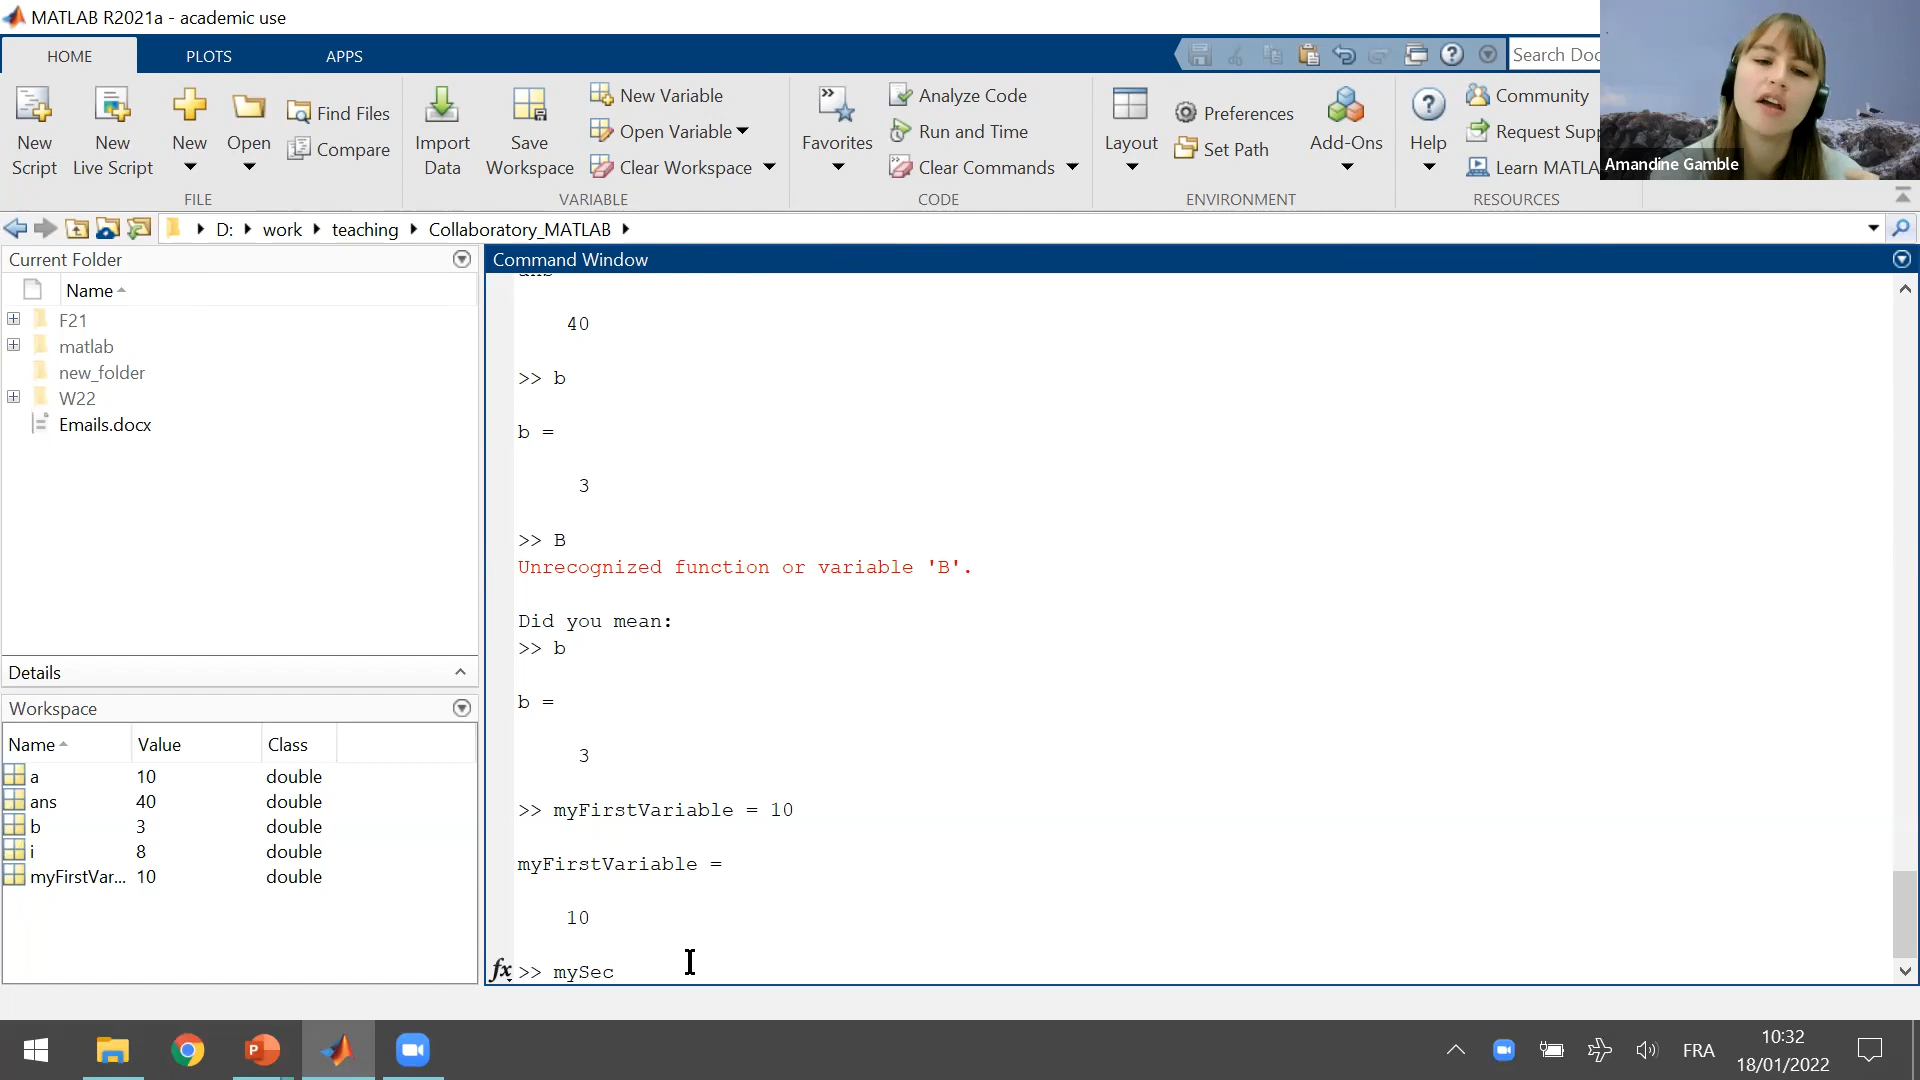 MATLAB R2021a - academic use
HOME PLOTS APPS
Search Doc
New Script
New Live Script
New
Open
Find Files
Compare
FILE
Import Data
Save Workspace
New Variable
Open Variable
Clear Workspace
VARIABLE
Favorites
Analyze Code
Run and Time
Clear Commands
CODE
Layout
Preferences
Set Path
Add-Ons
ENVIRONMENT
Help
Community
Request Supp
Learn MATLA
RESOURCES
Amandine Gamble
D: work teaching Collaboratory_MATLAB
Current Folder
Name
F21
matlab
new_folder
W22
Emails.docx
Details
Workspace
Name Value Class
a 10 double
ans 40 double
b 3 double
i 8 double
myFirstVar... 10 double
Command Window
40
>> b
b =
3
>> B
Unrecognized function or variable 'B'.
Did you mean:
>> b
b =
3
>> myFirstVariable = 10
myFirstVariable =
10
fx >> mySec
FRA
10:32
18/01/2022